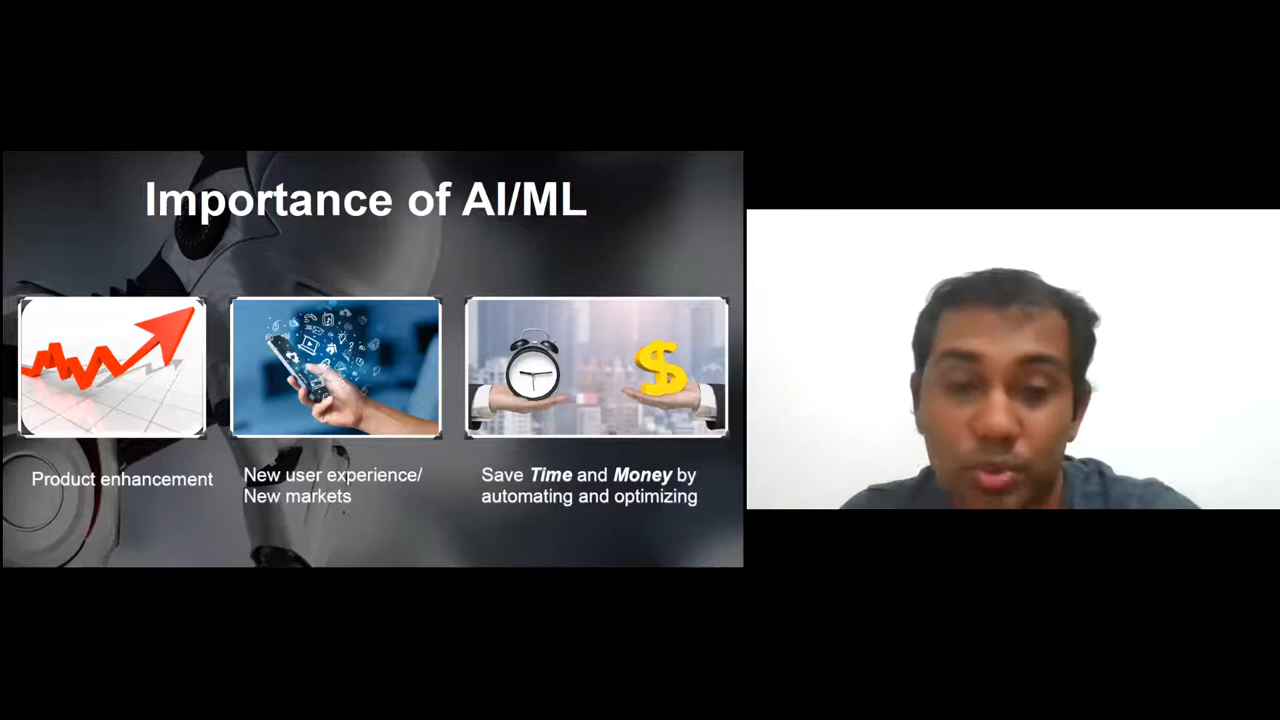 Importance of AI/ML
Product enhancement
New user experience/
New markets
Save Time and Money by
automating and optimizing